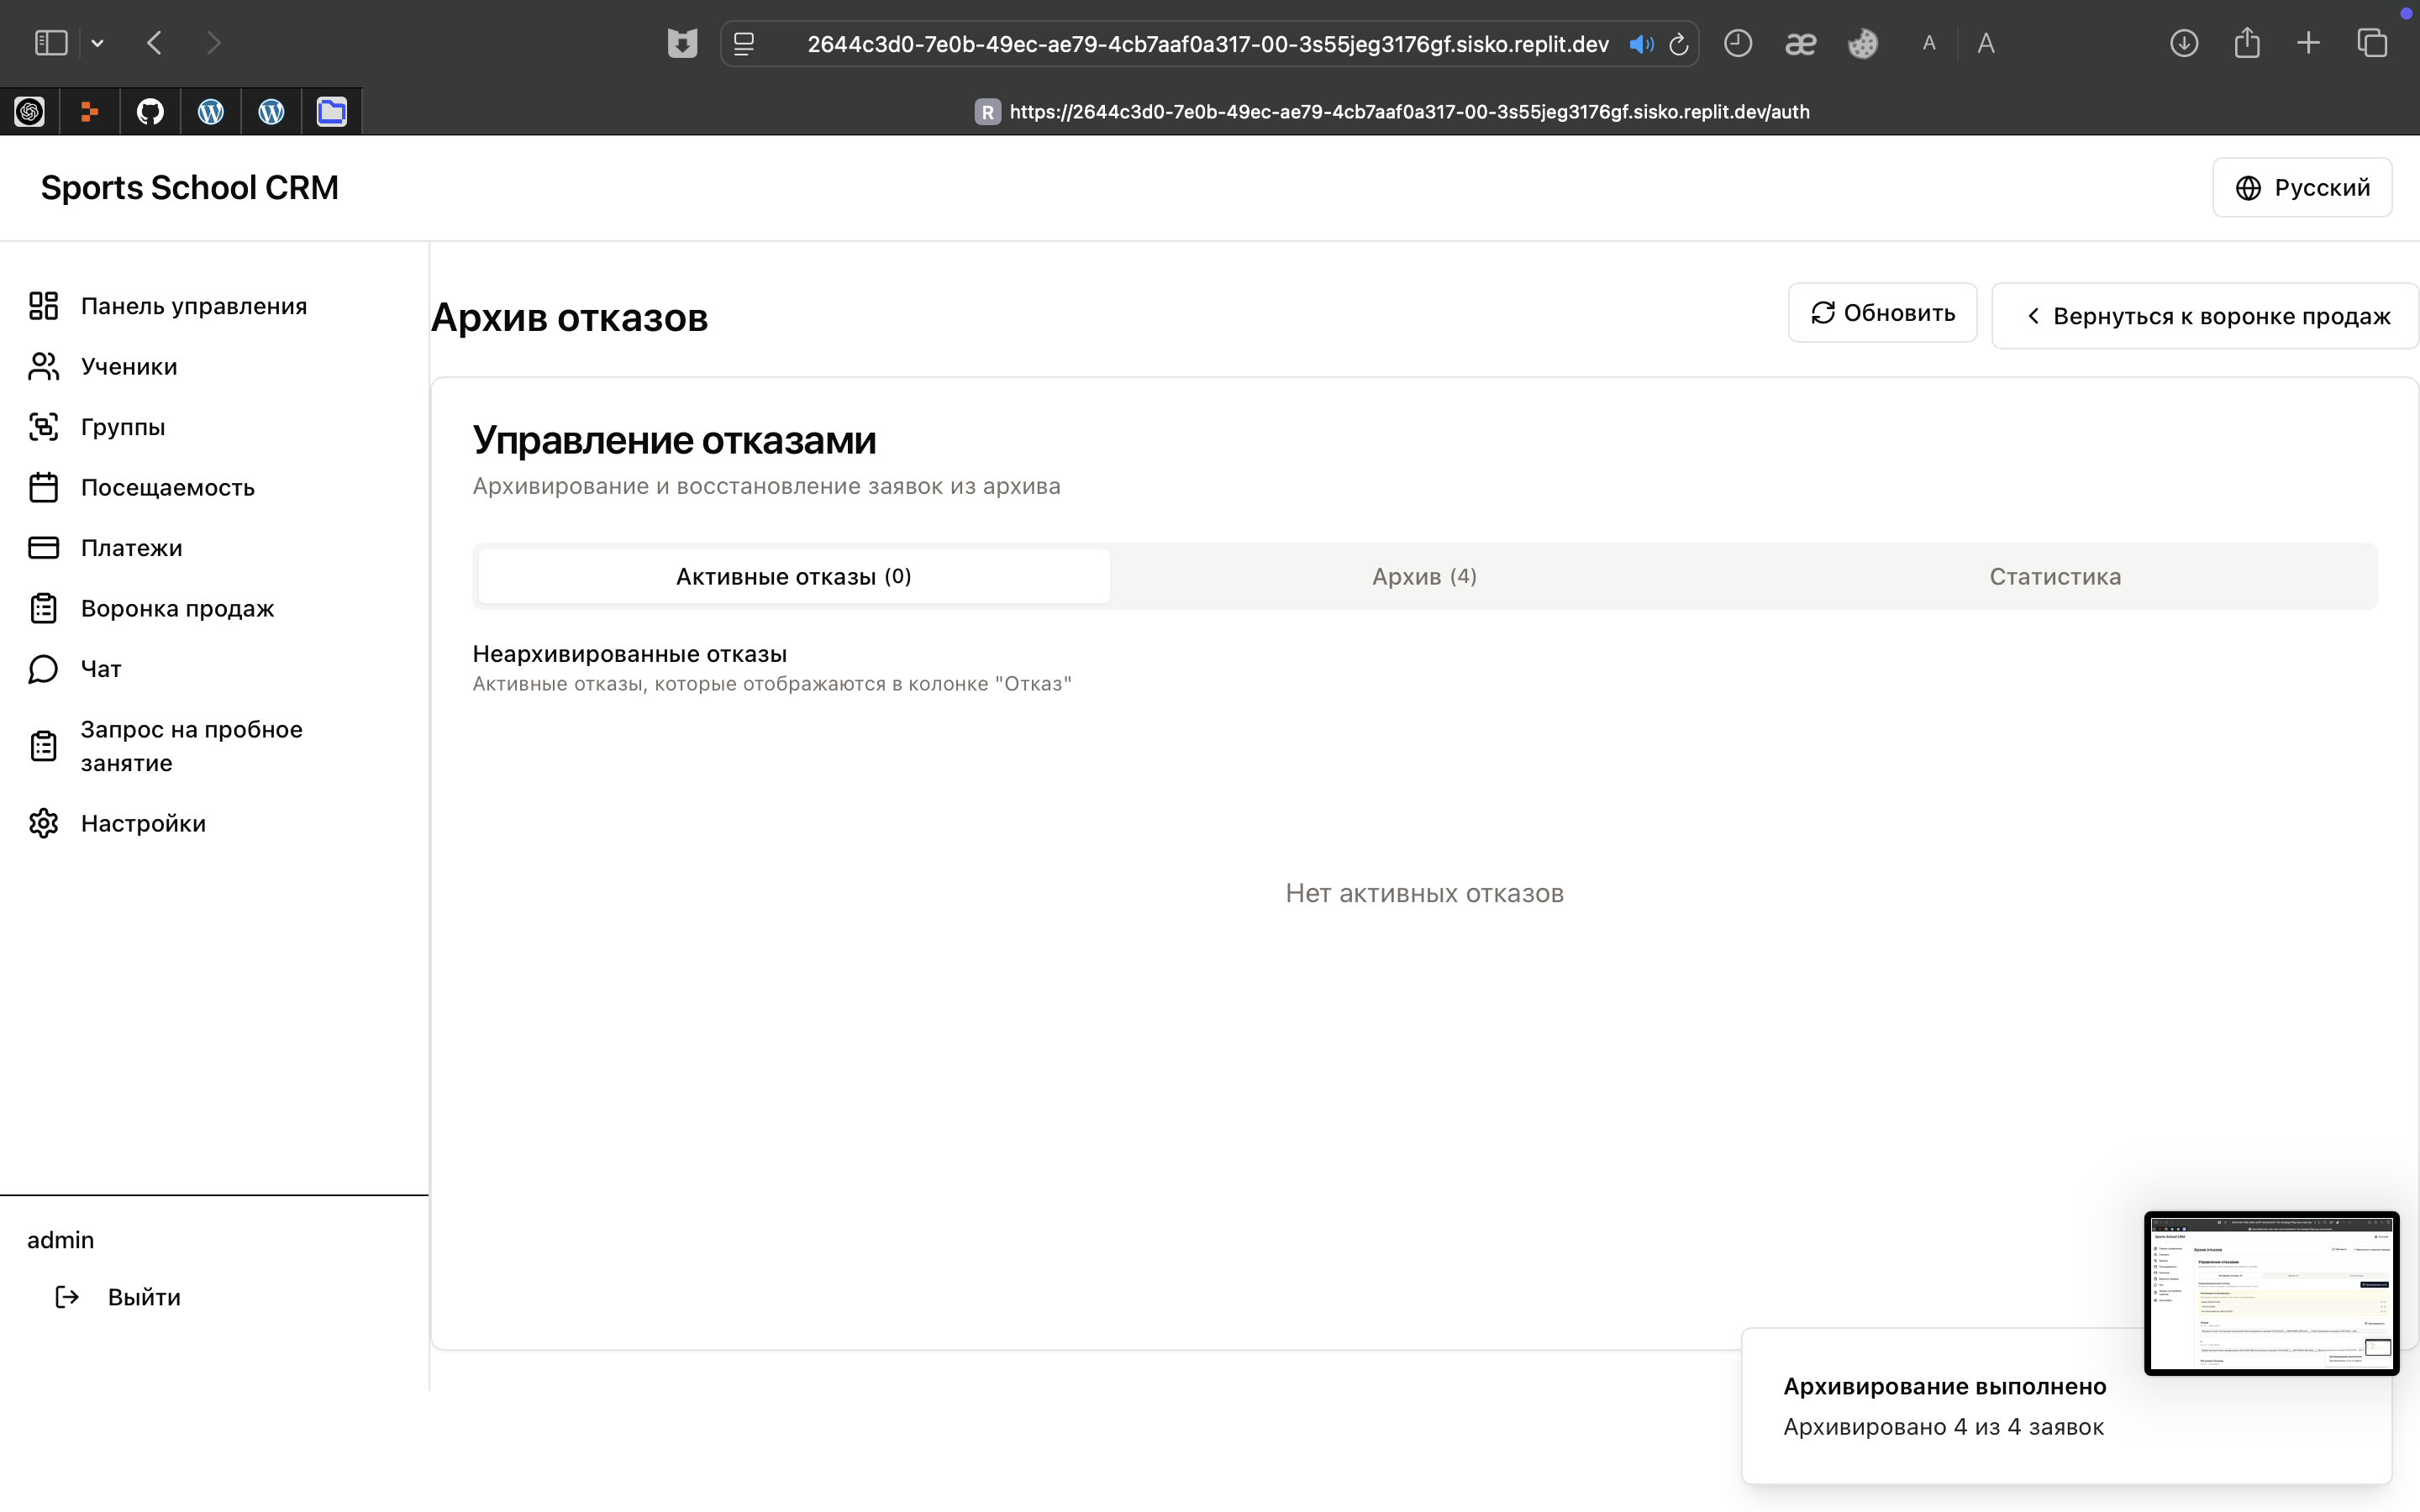 2644c3d0-7e0b-49ec-ae79-4cb7aaf0a317-00-3s55jeg3176gf.sisko.replit.dev
æ
A
A
R https://2644c3d0-7e0b-49ec-ae79-4cb7aaf0a317-00-3s55jeg3176gf.sisko.replit.dev/auth
Sports School CRM
Русский
Панель управления
Ученики
Группы
Посещаемость
Платежи
Воронка продаж
Чат
Запрос на пробное
занятие
Настройки
admin
Выйти
Архив отказов
Обновить
Вернуться к воронке продаж
Управление отказами
Архивирование и восстановление заявок из архива
Активные отказы (0)
Архив (4)
Статистика
Неархивированные отказы
Активные отказы, которые отображаются в колонке "Отказ"
Нет активных отказов
Архивирование выполнено
Архивировано 4 из 4 заявок